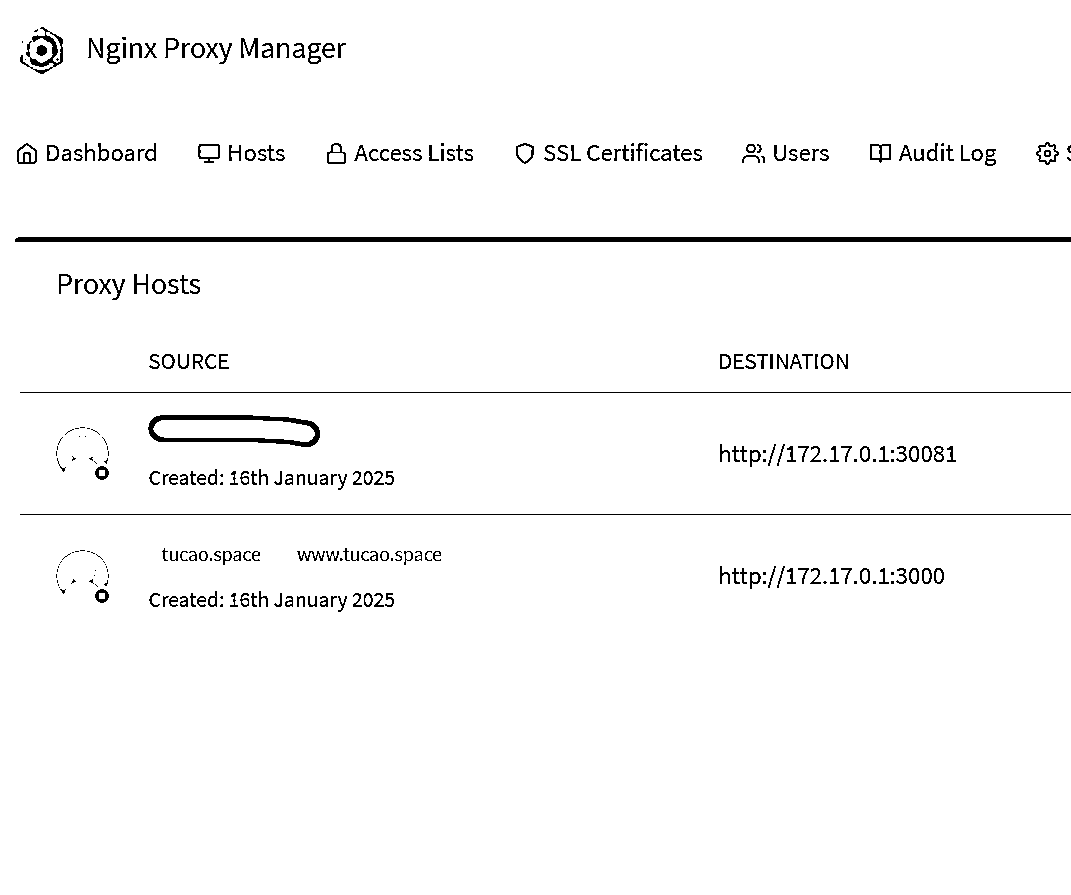 Nginx Proxy Manager
Dashboard Hosts Access Lists SSL Certificates Users Audit Log
Proxy Hosts
SOURCE DESTINATION
http://172.17.0.1:30081
Created: 16th January 2025
tucao.space www.tucao.space
http://172.17.0.1:3000
Created: 16th January 2025